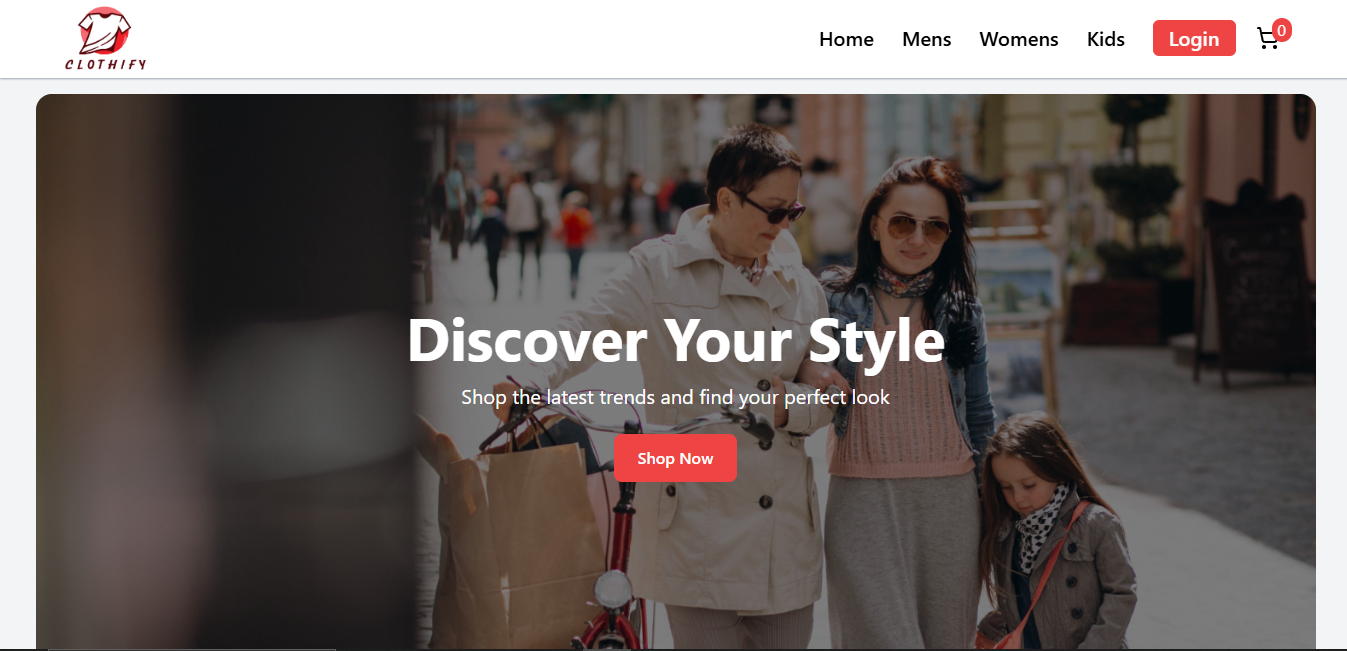 CLOTHIFY
Home Mens Womens Kids Login 0
Discover Your Style
Shop the latest trends and find your perfect look
Shop Now